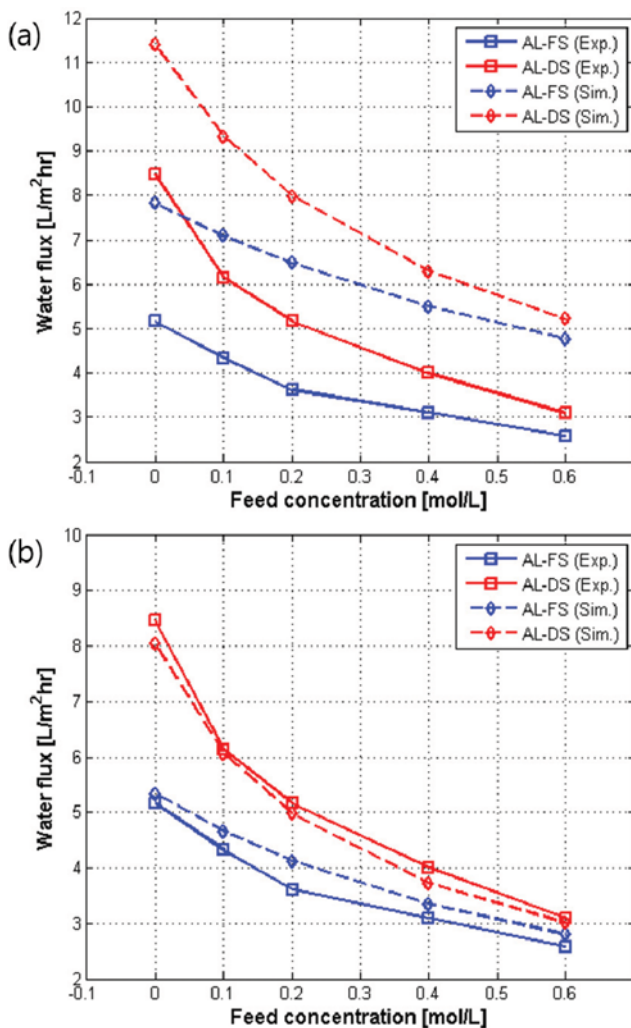 (a)
12
11
10
9
8
7
6
5
4
3
2
Water flux [L/m²hr]
-0.1 0 0.1 0.2 0.3 0.4 0.5 0.6
Feed concentration [mol/L]
AL-FS (Exp.)
AL-DS (Exp.)
AL-FS (Sim.)
AL-DS (Sim.)
(b)
10
9
8
7
6
5
4
3
2
Water flux [L/m²hr]
-0.1 0 0.1 0.2 0.3 0.4 0.5 0.6
Feed concentration [mol/L]
AL-FS (Exp.)
AL-DS (Exp.)
AL-FS (Sim.)
AL-DS (Sim.)